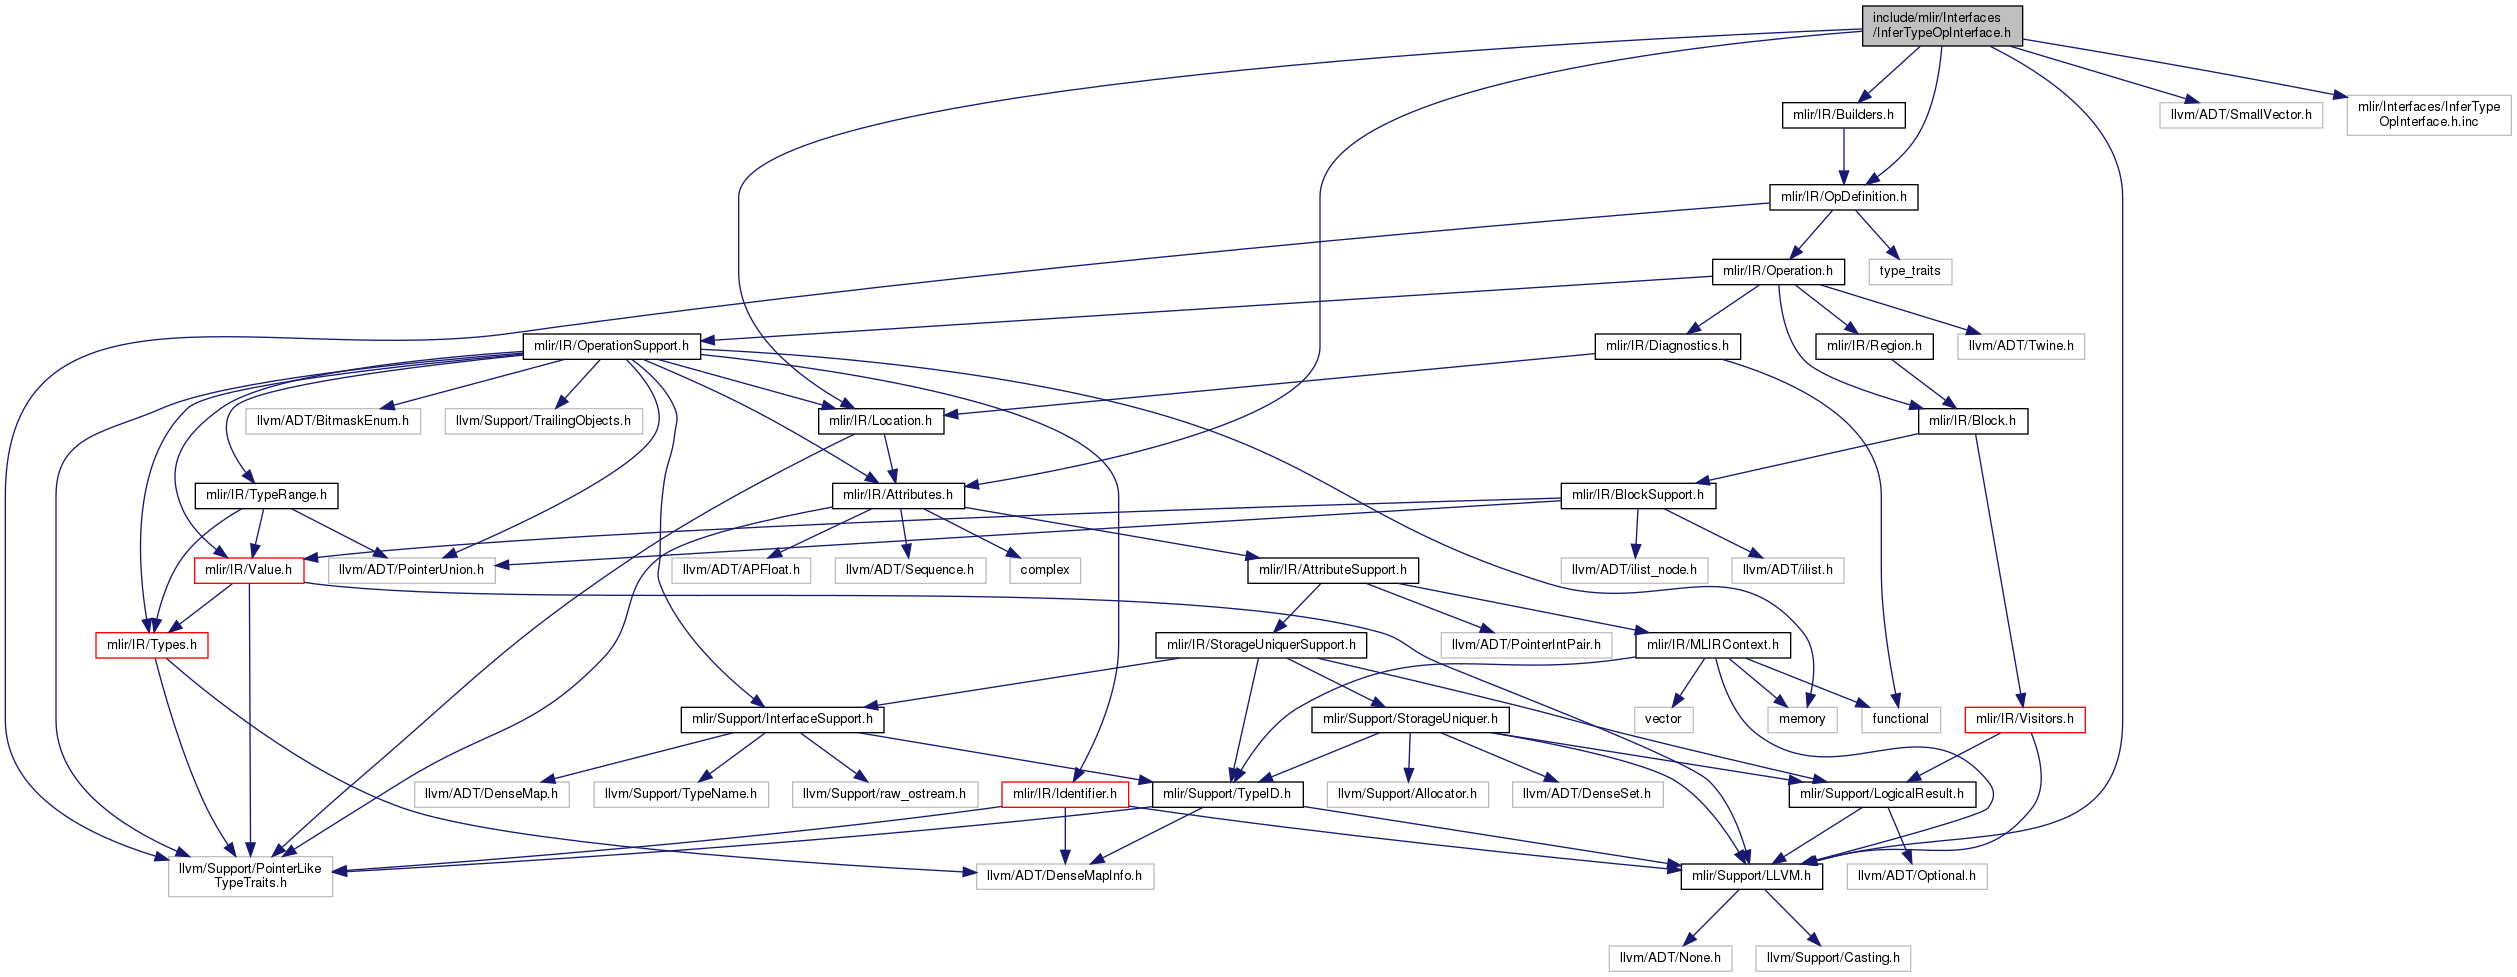 include/mlir/Interfaces
/InferTypeOpInterface.h
mlir/IR/Builders.h
llvm/ADT/SmallVector.h
mlir/Interfaces/InferType
OpInterface.h.inc
mlir/IR/OpDefinition.h
mlir/IR/Operation.h
type_traits
mlir/IR/OperationSupport.h
mlir/IR/Diagnostics.h
mlir/IR/Region.h
llvm/ADT/Twine.h
llvm/ADT/BitmaskEnum.h
llvm/Support/TrailingObjects.h
mlir/IR/Location.h
mlir/IR/Block.h
mlir/IR/TypeRange.h
mlir/IR/Attributes.h
mlir/IR/BlockSupport.h
mlir/IR/Value.h
llvm/ADT/PointerUnion.h
llvm/ADT/APFloat.h
llvm/ADT/Sequence.h
complex
mlir/IR/AttributeSupport.h
llvm/ADT/ilist_node.h
llvm/ADT/ilist.h
mlir/IR/Types.h
mlir/IR/StorageUniquerSupport.h
llvm/ADT/PointerIntPair.h
mlir/IR/MLIRContext.h
mlir/Support/InterfaceSupport.h
mlir/Support/StorageUniquer.h
vector
memory
functional
mlir/IR/Visitors.h
llvm/ADT/DenseMap.h
llvm/Support/TypeName.h
llvm/Support/raw_ostream.h
mlir/IR/Identifier.h
mlir/Support/TypeID.h
llvm/Support/Allocator.h
llvm/ADT/DenseSet.h
mlir/Support/LogicalResult.h
llvm/Support/PointerLike
TypeTraits.h
llvm/ADT/DenseMapInfo.h
mlir/Support/LLVM.h
llvm/ADT/Optional.h
llvm/ADT/None.h
llvm/Support/Casting.h